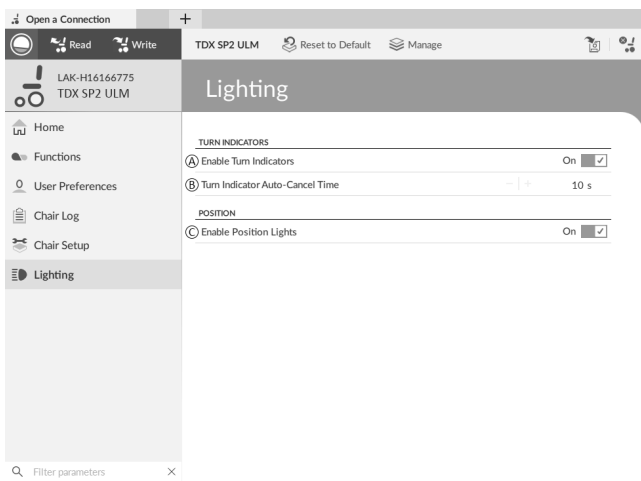 Open a Connection
Read Write TDX SP2 ULM Reset to Default Manage
LAK-H16166775
TDX SP2 ULM
Lighting
Home
Functions
User Preferences
Chair Log
Chair Setup
Lighting
TURN INDICATORS
A Enable Turn Indicators On
B Turn Indicator Auto-Cancel Time 10 s
POSITION
C Enable Position Lights On
Filter parameters